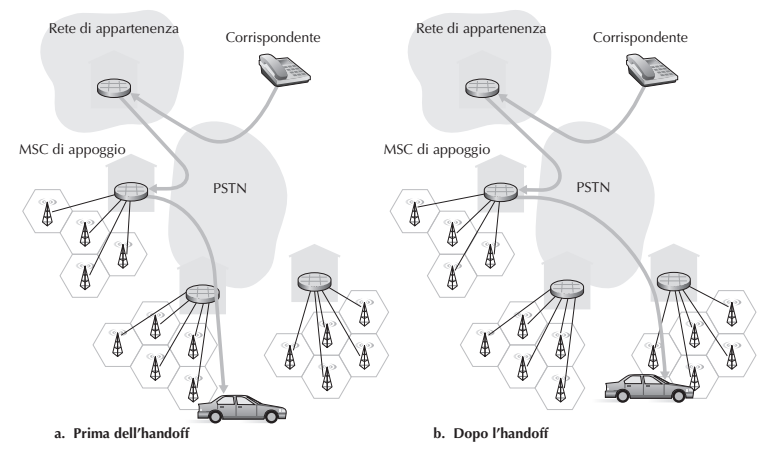 Rete di appartenenza
Corrispondente
MSC di appoggio
PSTN
a. Prima dell'handoff
Rete di appartenenza
Corrispondente
MSC di appoggio
PSTN
b. Dopo l'handoff